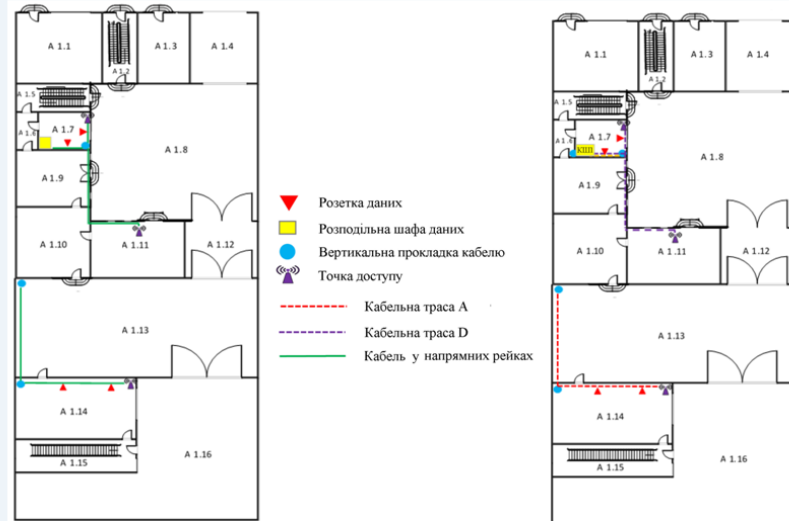 A 1.1
A 1.2
A 1.3
A 1.4
A 1.5
A 1.6
A 1.7
A 1.8
A 1.9
A 1.10
A 1.11
A 1.12
A 1.13
A 1.14
A 1.15
A 1.16
Розетка даних
Розподільна шафа даних
Вертикальна прокладка кабелю
Точка доступу
Кабельна траса A
Кабельна траса D
Кабель у напрямних рейках
A 1.1
A 1.2
A 1.3
A 1.4
A 1.5
A 1.6
A 1.7
A 1.8
A 1.9
A 1.10
A 1.11
A 1.12
A 1.13
A 1.14
A 1.15
A 1.16